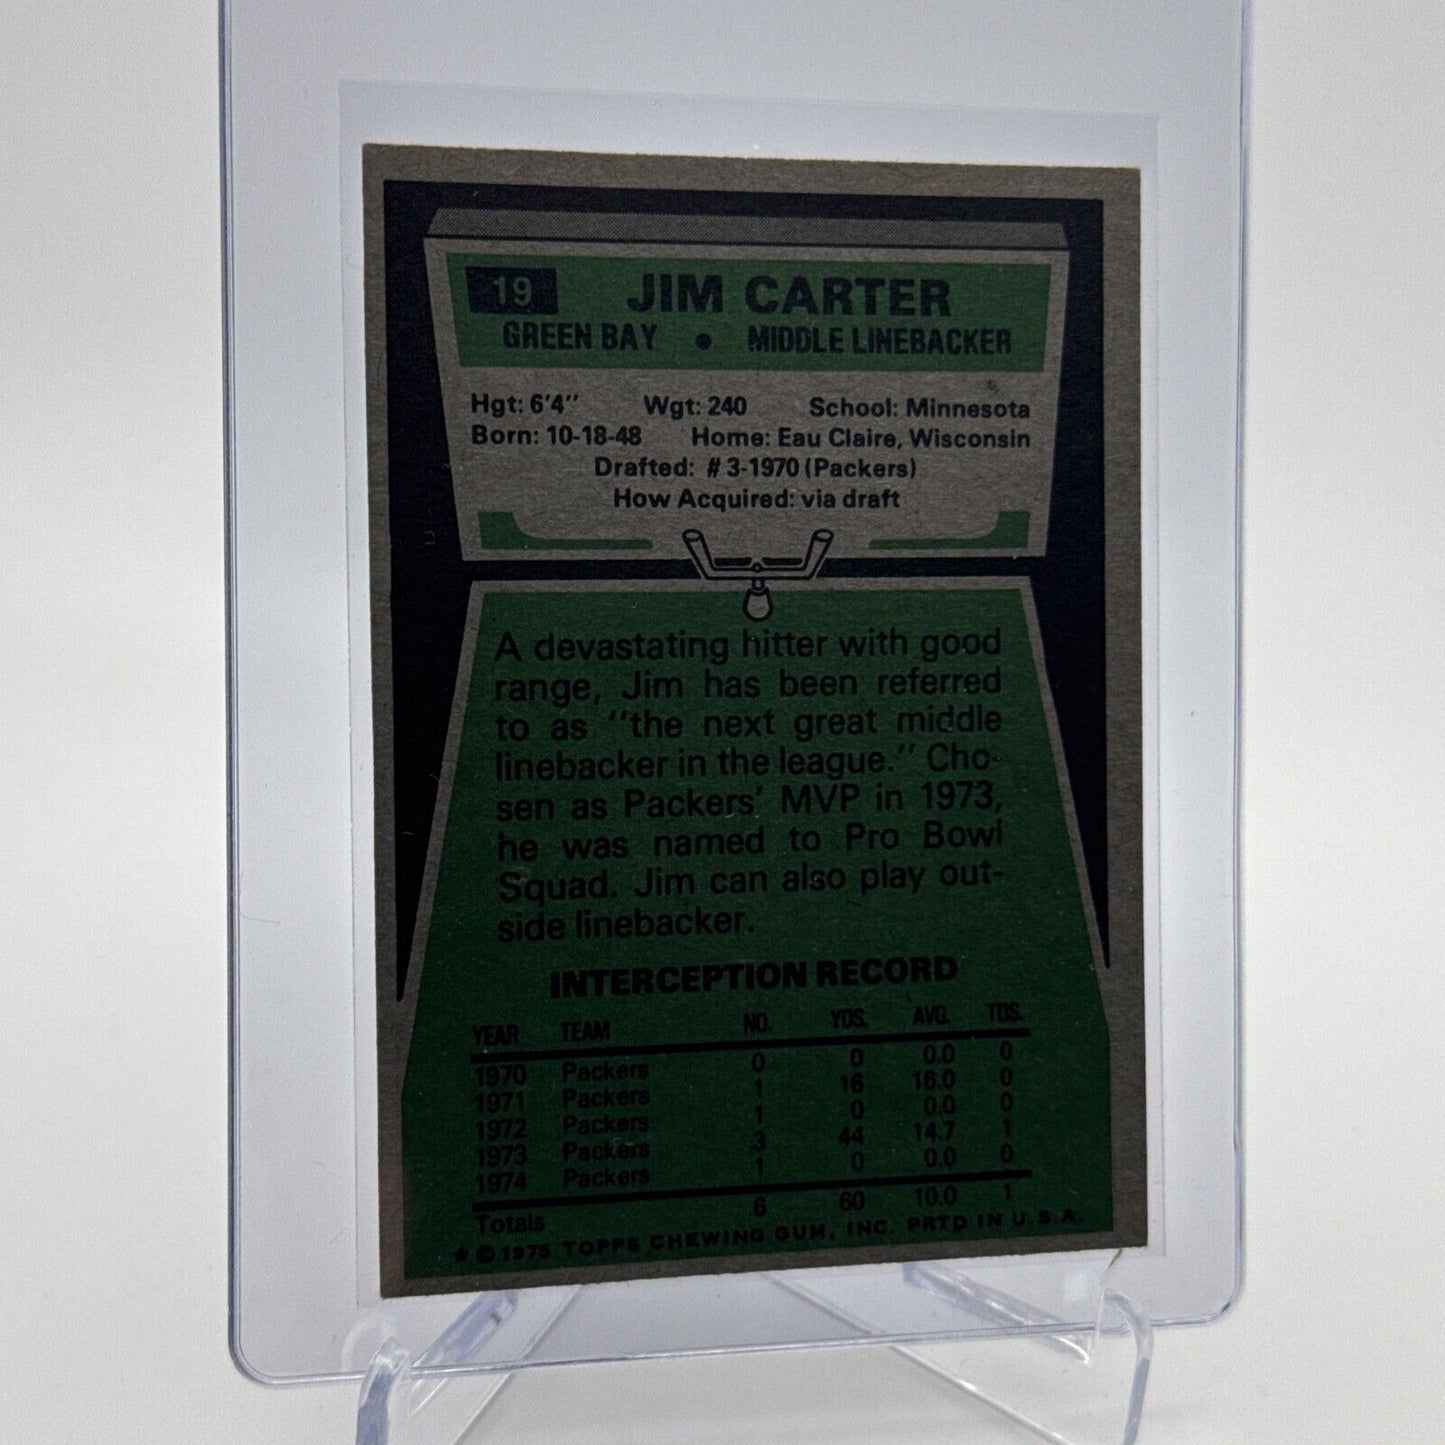 19 JIM CARTER
GREEN BAY • MIDDLE LINEBACKER
Hgt: 6'4" Wgt: 240 School: Minnesota
Born: 10-18-48 Home: Eau Claire, Wisconsin
Drafted: #3-1970 (Packers)
How Acquired: via draft
A devastating hitter with good
range, Jim has been referred
to as "the next great middle
linebacker in the league." Cho-
sen as Packers' MVP in 1973,
he was named to Pro Bowl
Squad. Jim can also play out-
side linebacker.
INTERCEPTION RECORD
YEAR TEAM NO. YDS. AVG. TDS.
1970 Packers 0 0 0.0 0
1971 Packers 1 16 16.0 0
1972 Packers 1 0 0.0 0
1973 Packers 3 44 14.7 1
1974 Packers 1 0 0.0 0
Totals 6 60 10.0 1
★ © 1975 TOPPS CHEWING GUM, INC. PRTD IN U.S.A.